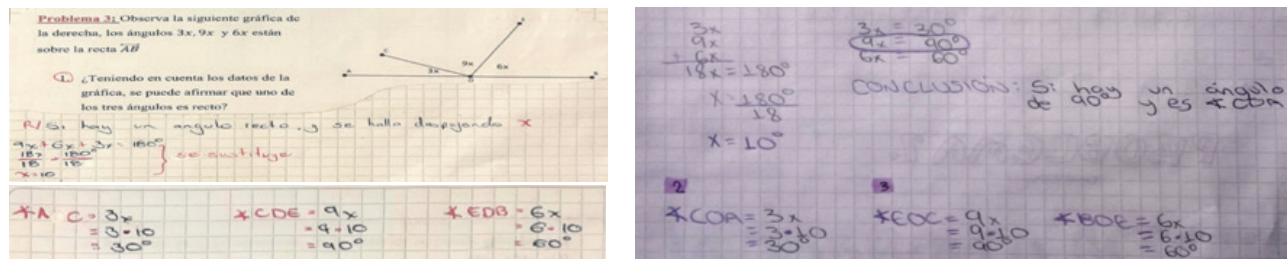 Problema 3: Observa la siguiente gráfica de
la derecha, los ángulos 3x, 9x y 6x están
sobre la recta AB
1. ¿Teniendo en cuenta los datos de la
gráfica, se puede afirmar que uno de
los tres ángulos es recto?
A
C
3x
9x
6x
B
R/ Si hay un angulo recto, y se halla despejando x
9x + 6x + 3x = 180°
18x = 180°
18 18
x = 10
se sustituye
∢A C = 3x
= 3·10
= 30°
∢CDE = 9x
= 9·10
= 90°
∢EDB = 6x
= 6·10
= 60°
3x
9x
+ 6x
18x = 180°
x = 180°
18
x = 10°
3x = 30°
9x = 90°
6x = 60°
CONCLUSIÓN: Si hay un ángulo
de 90° y es ∢COA
2
∢COA = 3x
= 3·10
= 30°
3
∢EOC = 9x
= 9·10
= 90°
∢BOE = 6x
= 6·10
= 60°